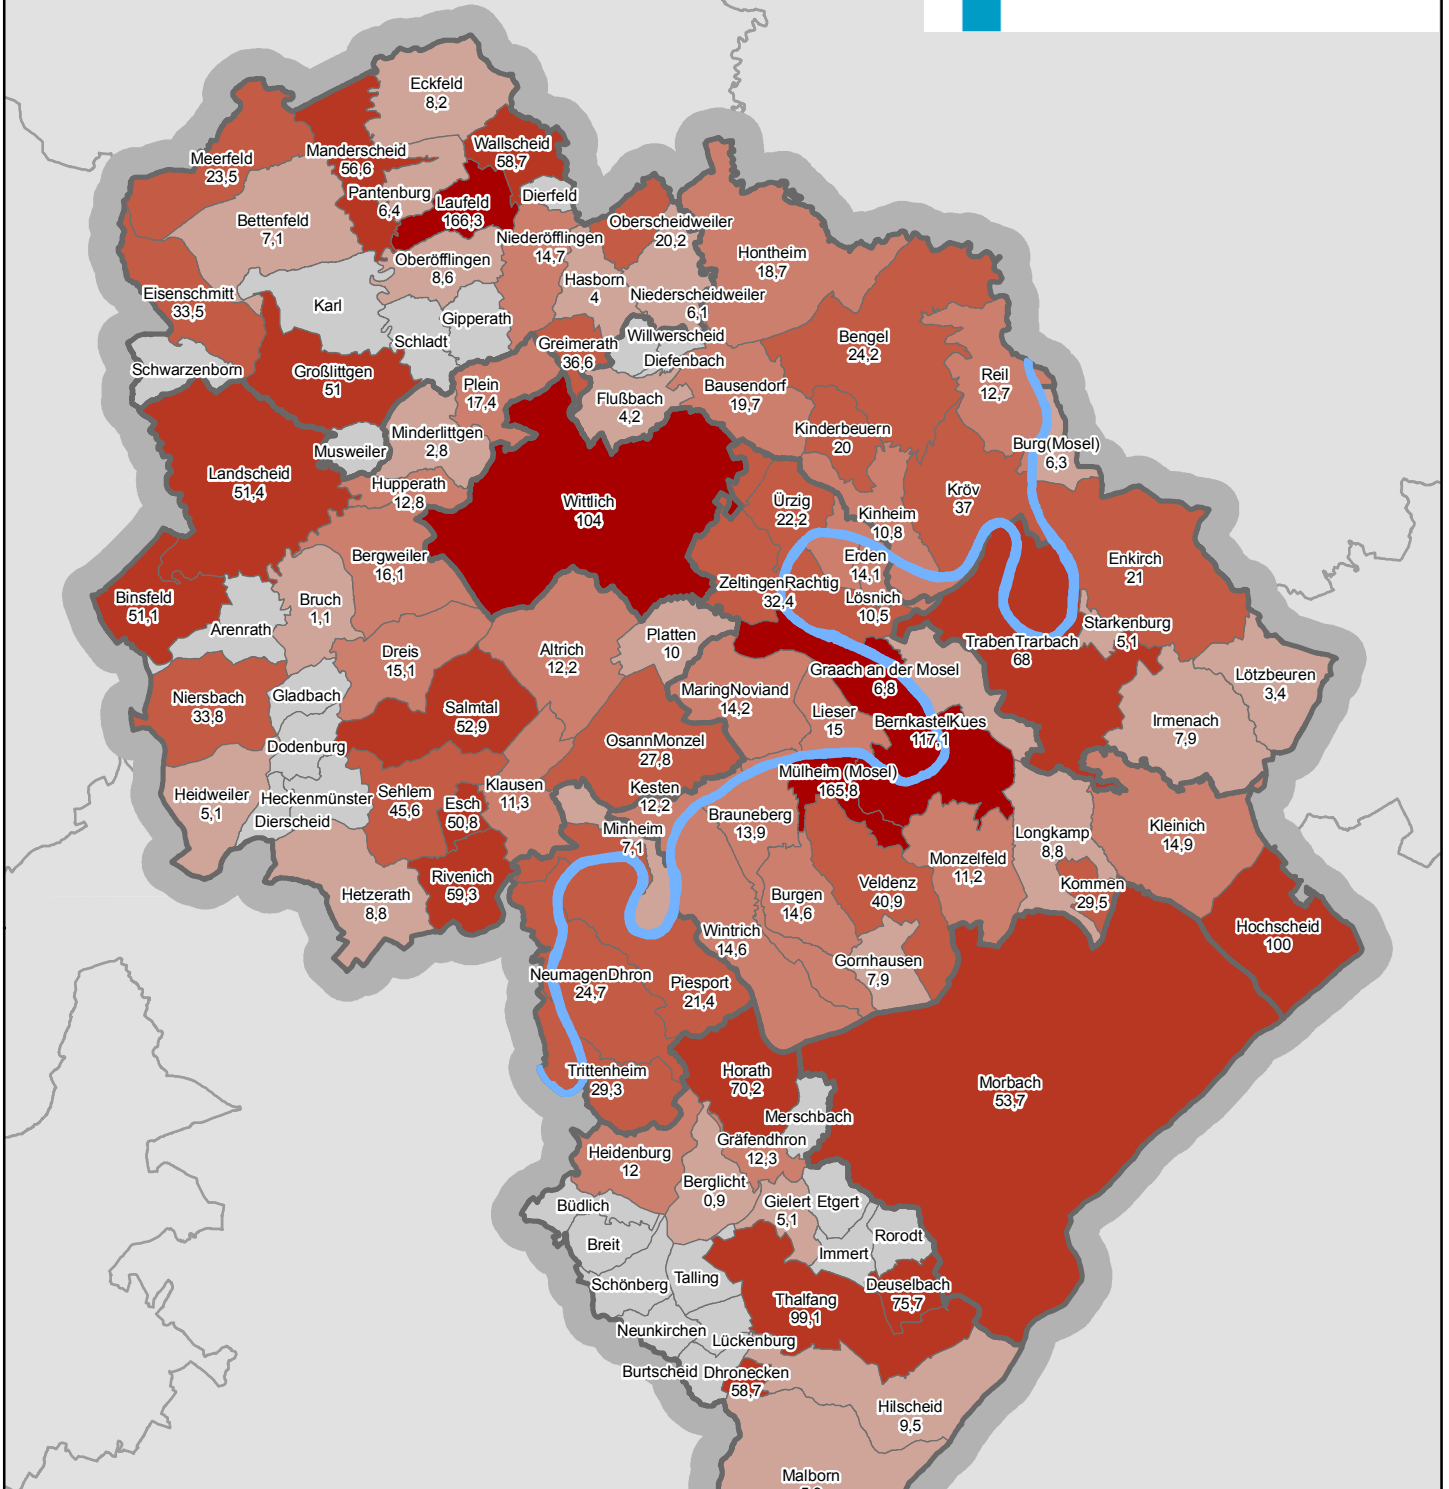 Eckfeld
8,2
Wallscheid
58,7
Manderscheid
56,6
Meerfeld
23,5
Pantenburg
6,4
Laufeld
166,3
Dierfeld
Bettenfeld
7,1
Oberscheidweiler
20,2
Niederöfflingen
14,7
Hontheim
18,7
Oberöfflingen
8,6
Hasborn
4
Niederscheidweiler
6,1
Eisenschmitt
33,5
Karl
Gipperath
Schladt
Greimerath
36,6
Willwerscheid
Diefenbach
Bengel
24,2
Schwarzenborn
Großlittgen
51
Plein
17,4
Flußbach
4,2
Bausendorf
19,7
Reil
12,7
Minderlittgen
2,8
Musweiler
Kinderbeuern
20
Burg(Mosel)
6,3
Landscheid
51,4
Hupperath
12,8
Wittlich
104
Ürzig
22,2
Kröv
37
Kinheim
10,8
Bergweiler
16,1
Erden
14,1
Enkirch
21
ZeltingenRachtig
32,4
Binsfeld
51,1
Bruch
1,1
Lösnich
10,5
Arenrath
Platten
10
Starkenburg
5,1
TrabenTrarbach
68
Dreis
15,1
Altrich
12,2
Graach an der Mosel
6,8
Lötzbeuren
3,4
Niersbach
33,8
Gladbach
MaringNoviand
14,2
Salmtal
52,9
Lieser
15
BernkastelKues
117,1
Irmenach
7,9
Dodenburg
OsannMonzel
27,8
Mülheim (Mosel)
165,8
Heidweiler
5,1
Heckenmünster
Sehlem
45,6
Esch
50,8
Klausen
11,3
Kesten
12,2
Dierscheid
Brauneberg
13,9
Minheim
7,1
Longkamp
8,8
Kleinich
14,9
Monzelfeld
11,2
Rivenich
59,3
Hetzerath
8,8
Burgen
14,6
Veldenz
40,9
Kommen
29,5
Wintrich
14,6
Hochscheid
100
Gornhausen
7,9
NeumagenDhron
24,7
Piesport
21,4
Trittenheim
29,3
Horath
70,2
Morbach
53,7
Merschbach
Gräfendhron
12,3
Heidenburg
12
Berglicht
0,9
Gielert
5,1
Etgert
Büdlich
Breit
Rorodt
Immert
Schönberg
Talling
Deuselbach
75,7
Thalfang
99,1
Neunkirchen
Lückenburg
Burtscheid
Dhronecken
58,7
Hilscheid
9,5
Malborn